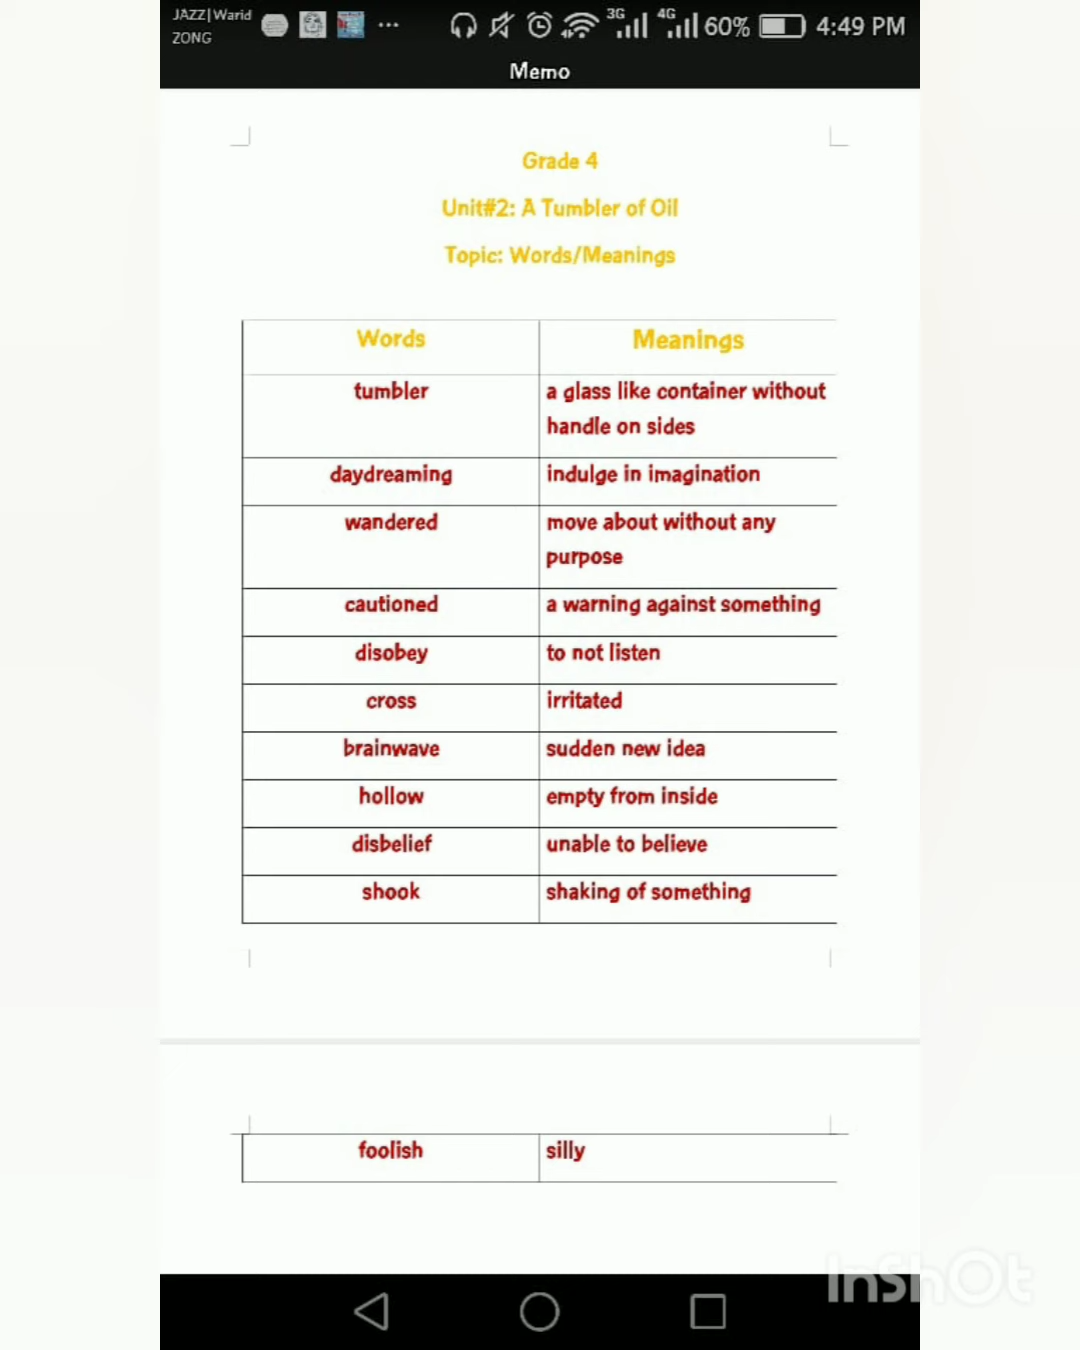 JAZZ|Warid
ZONG
3G
4G
60%
4:49 PM
Memo
Grade 4
Unit#2: A Tumbler of Oil
Topic: Words/Meanings
Words Meanings
tumbler a glass like container without
handle on sides
daydreaming indulge in imagination
wandered move about without any
purpose
cautioned a warning against something
disobey to not listen
cross irritated
brainwave sudden new idea
hollow empty from inside
disbelief unable to believe
shook shaking of something
foolish silly
InShOt